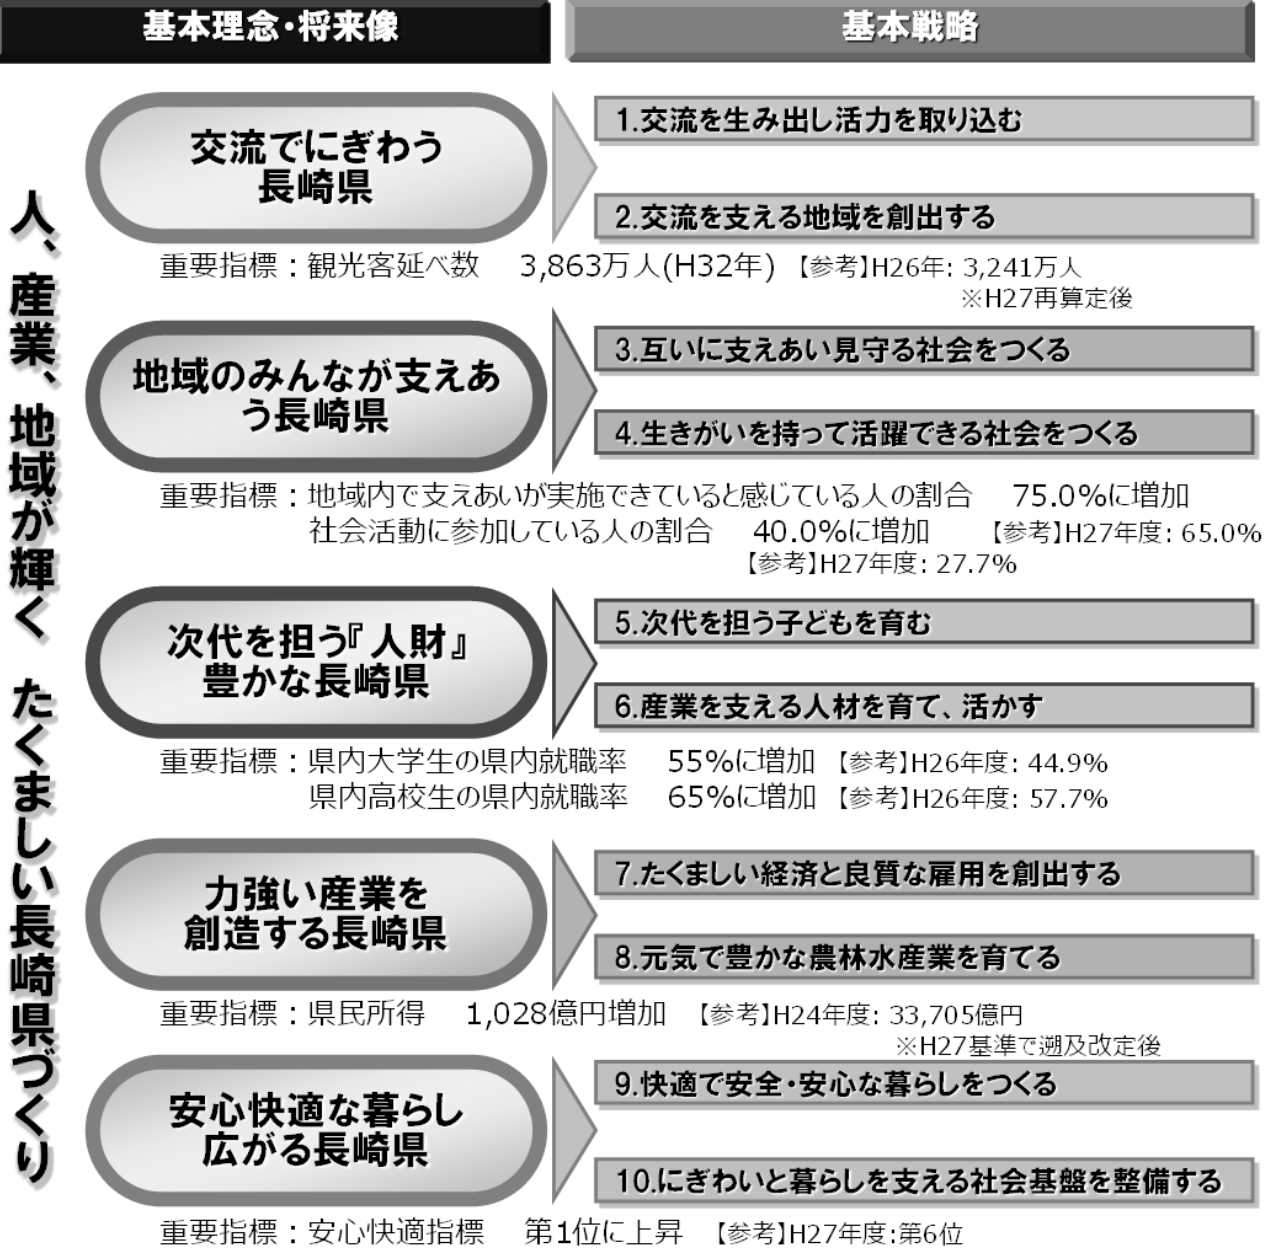 基本理念・将来像
基本戦略
人、産業、地域が輝く たくましい長崎県づくり
交流でにぎわう
長崎県
1.交流を生み出し活力を取り込む
2.交流を支える地域を創出する
重要指標：観光客延べ数 3,863万人(H32年) 【参考】H26年: 3,241万人
※H27再算定後
地域のみんなが支えあ
う長崎県
3.互いに支えあい見守る社会をつくる
4.生きがいを持って活躍できる社会をつくる
重要指標：地域内で支えあいが実施できていると感じている人の割合 75.0%に増加
社会活動に参加している人の割合 40.0%に増加 【参考】H27年度: 65.0%
【参考】H27年度: 27.7%
次代を担う『人財』
豊かな長崎県
5.次代を担う子どもを育む
6.産業を支える人材を育て、活かす
重要指標：県内大学生の県内就職率 55%に増加 【参考】H26年度: 44.9%
県内高校生の県内就職率 65%に増加 【参考】H26年度: 57.7%
力強い産業を
創造する長崎県
7.たくましい経済と良質な雇用を創出する
8.元気で豊かな農林水産業を育てる
重要指標：県民所得 1,028億円増加 【参考】H24年度: 33,705億円
※H27基準で遡及改定後
安心快適な暮らし
広がる長崎県
9.快適で安全・安心な暮らしをつくる
10.にぎわいと暮らしを支える社会基盤を整備する
重要指標：安心快適指標 第1位に上昇 【参考】H27年度:第6位